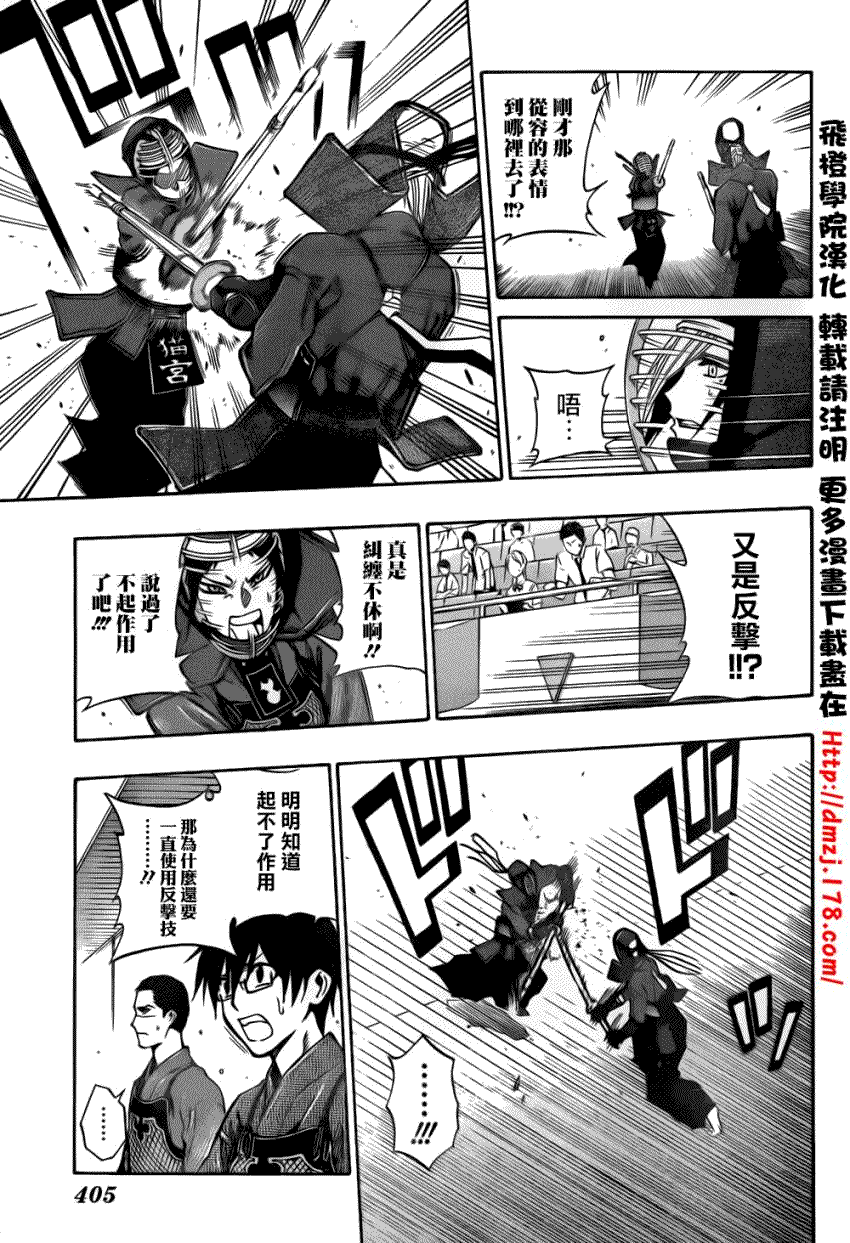 剛才那
從容的表情
到哪裡去了!!?
唔…
猫宮
又是反擊
!!?
真是
糾纏不休啊!!
說過了
不起作用
了吧!!!
ドドド
……!!!
明明知道
起不了作用
那為什麼還要
一直使用反擊技
………!!
…
405
飛橙學院漢化 轉載請注明 更多漫畫下載盡在 Http://dmzj.178.com/